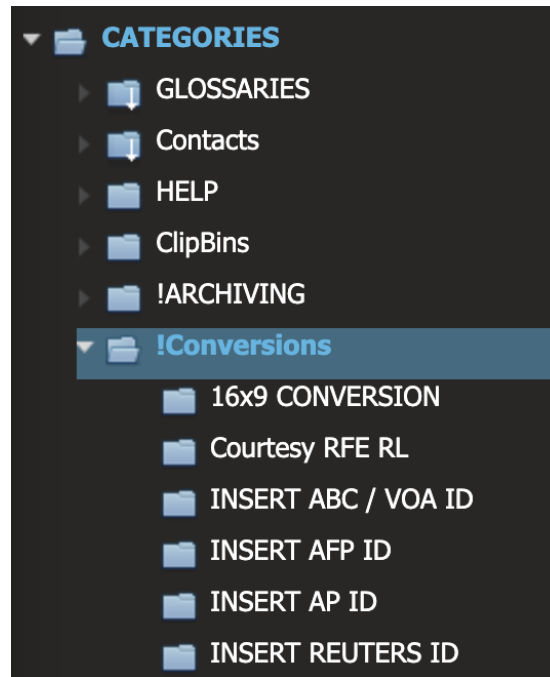 CATEGORIES
GLOSSARIES
Contacts
HELP
ClipBins
!ARCHIVING
!Conversions
16x9 CONVERSION
Courtesy RFE RL
INSERT ABC / VOA ID
INSERT AFP ID
INSERT AP ID
INSERT REUTERS ID